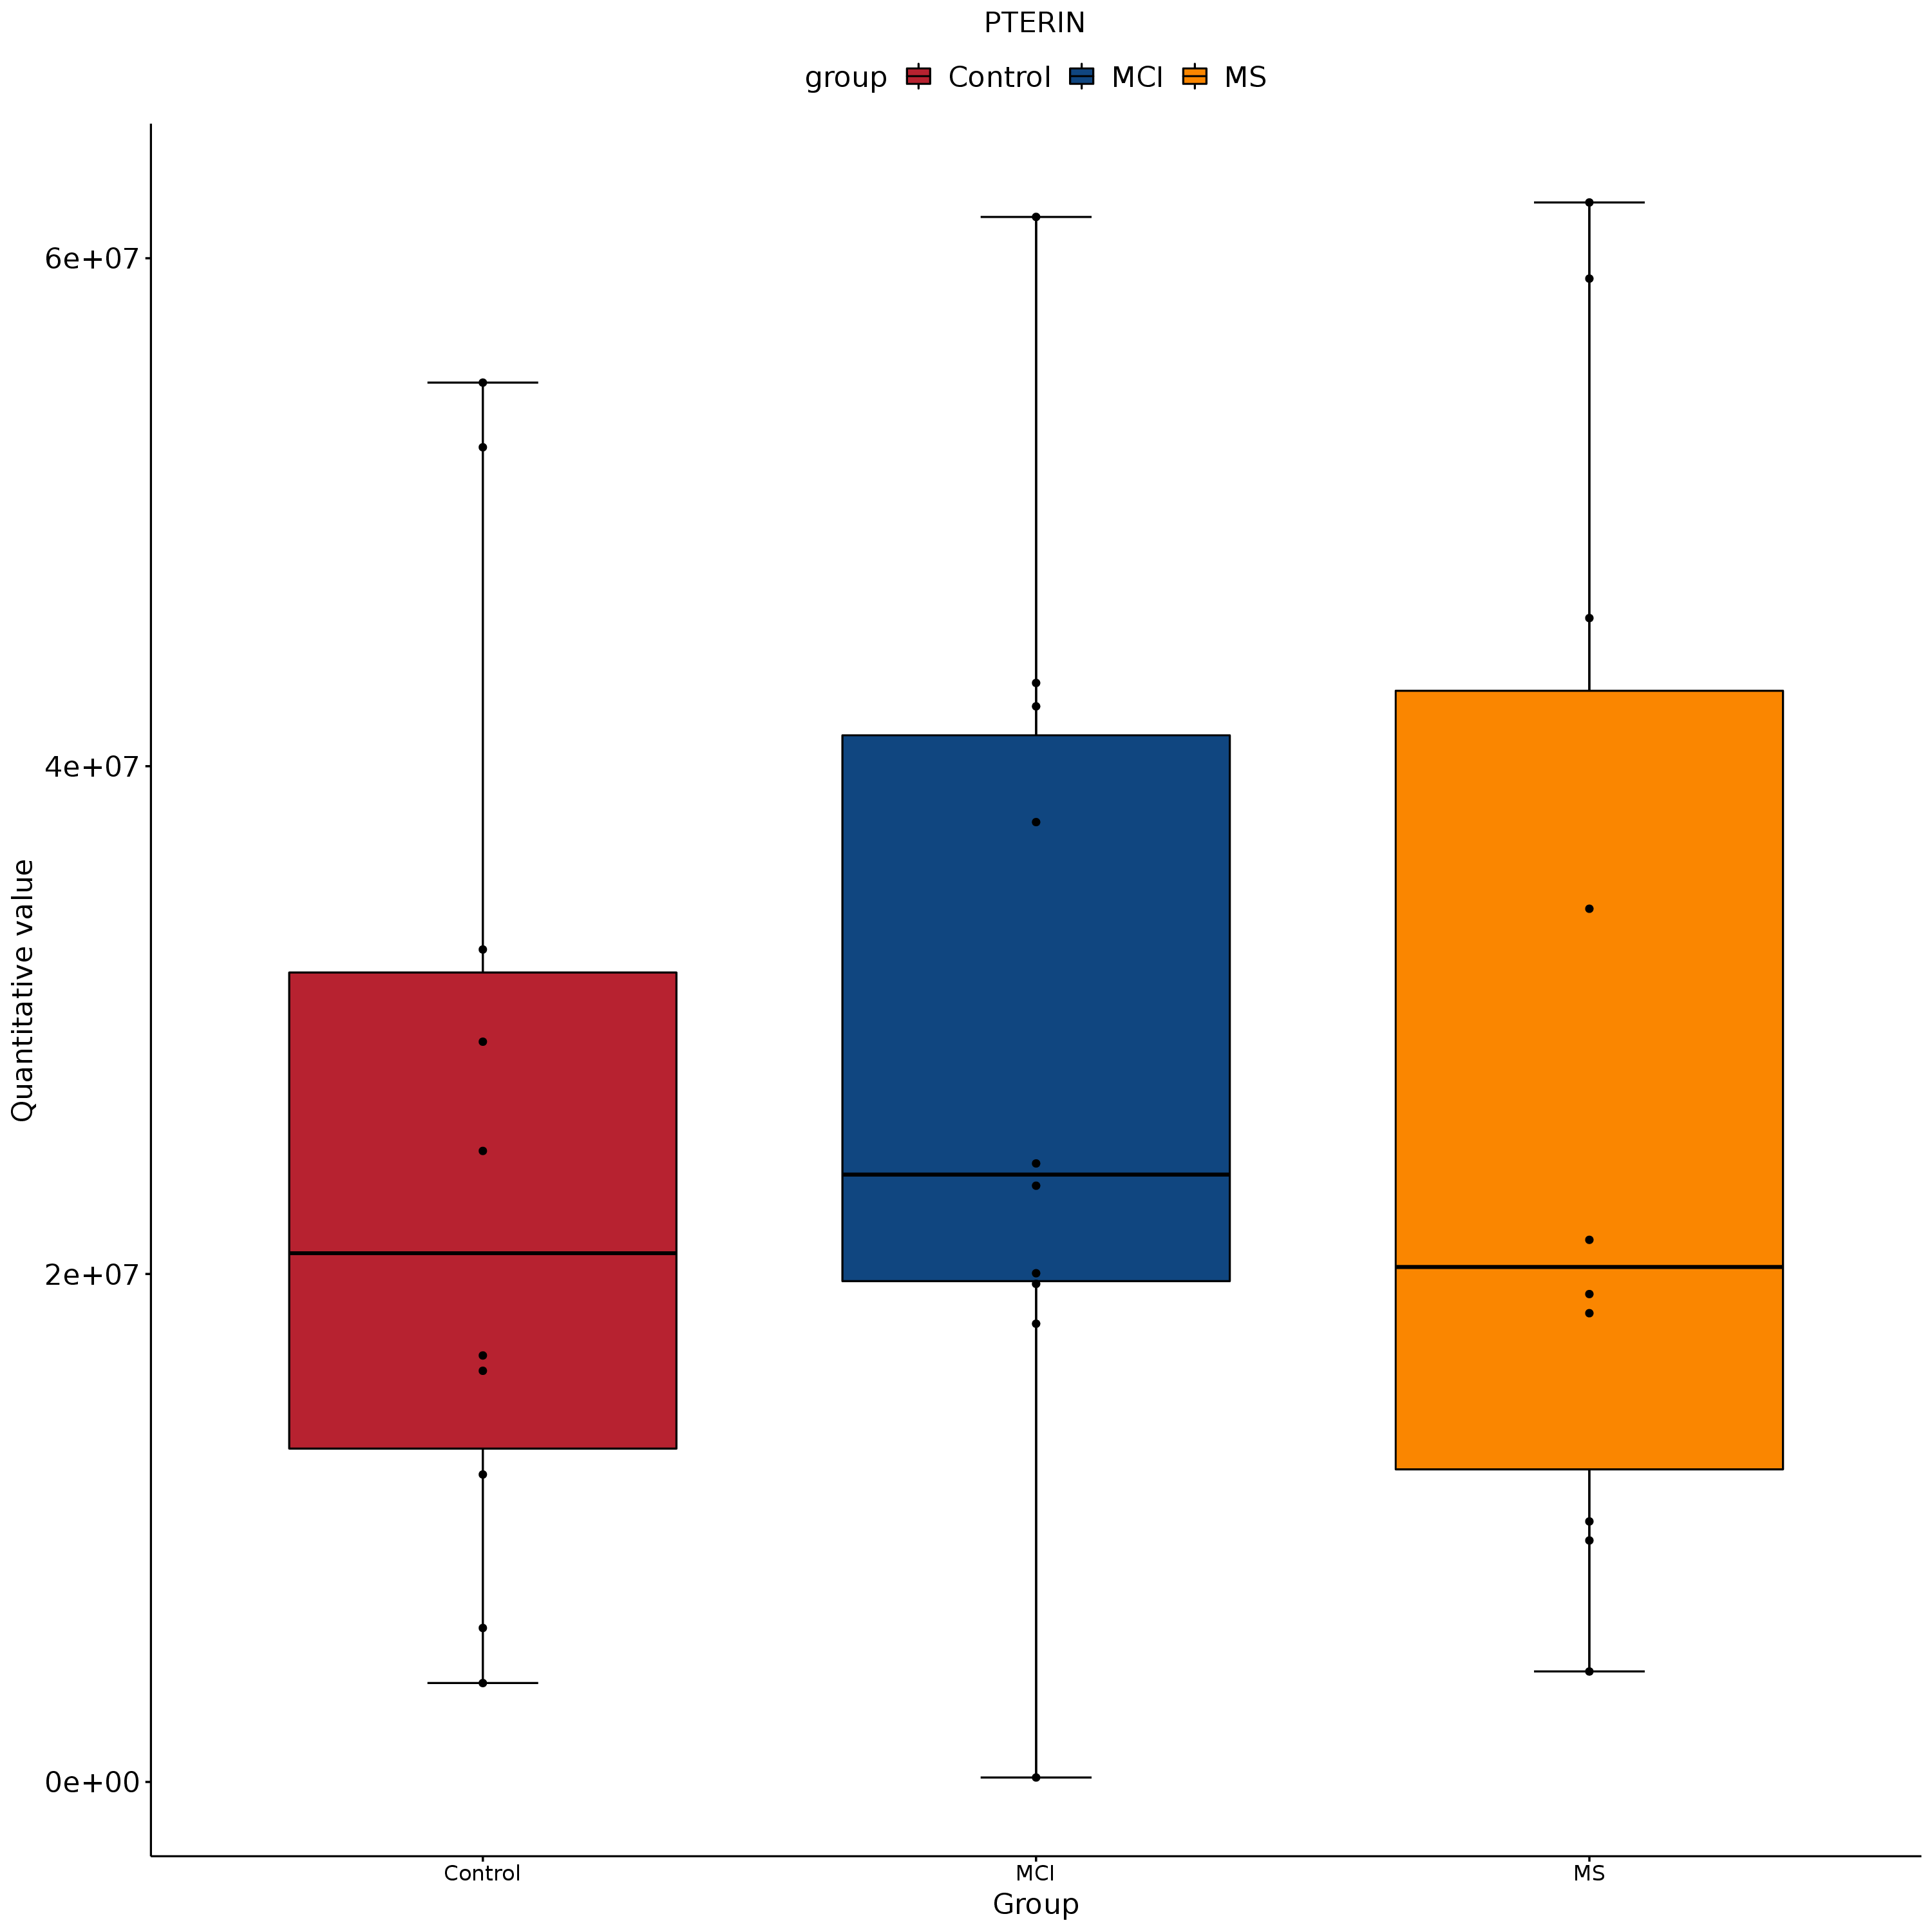 PTERIN
group Control MCI MS
Quantitative value
6e+07
4e+07
2e+07
0e+00
Control MCI MS
Group